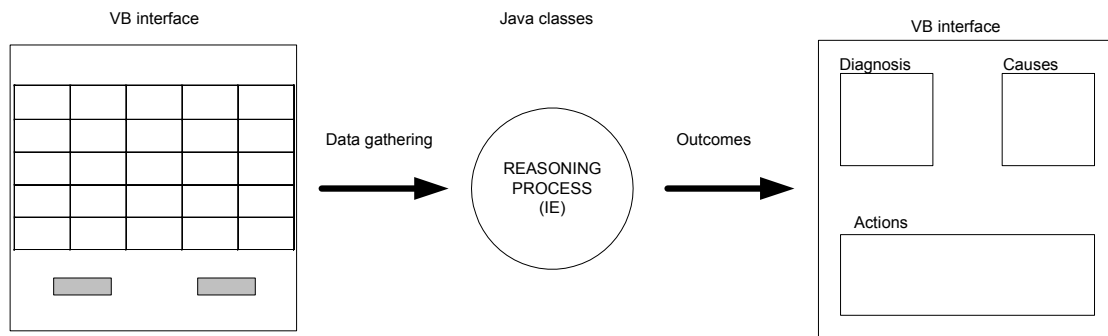 VB interface
Java classes
VB interface
Diagnosis
Causes
Data gathering
Outcomes
REASONING
PROCESS
(IE)
Actions